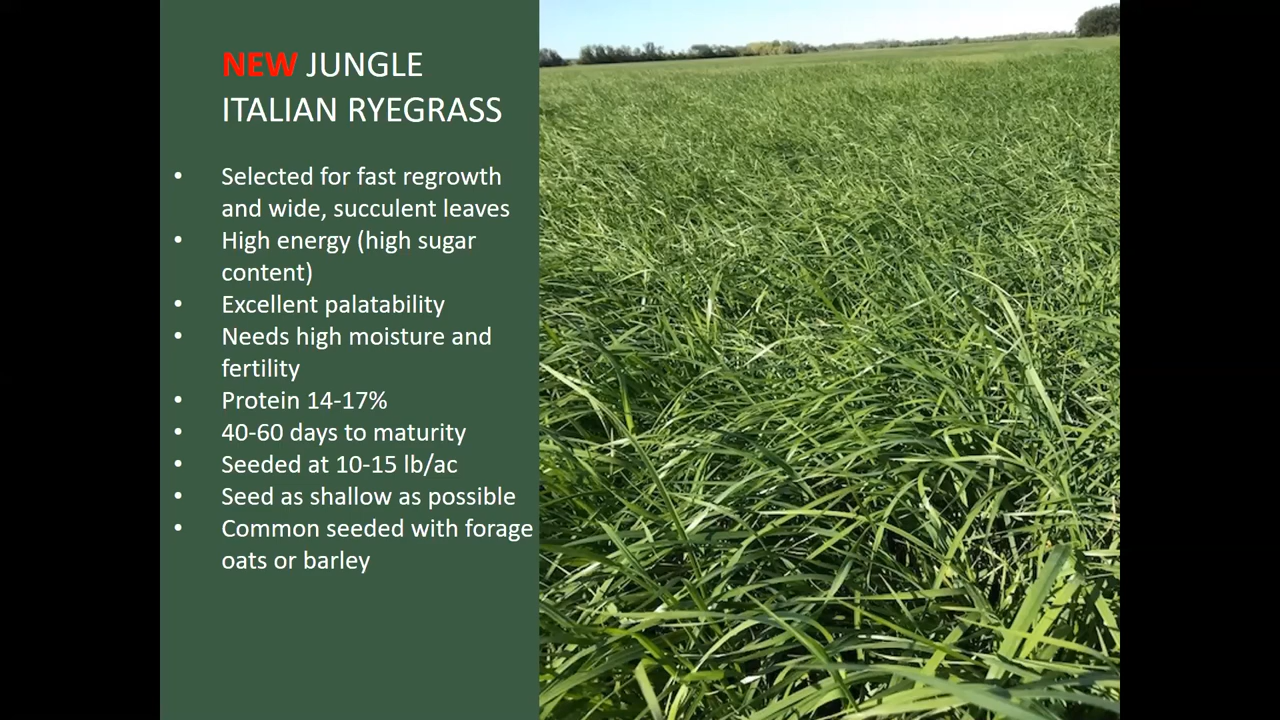 NEW JUNGLE
ITALIAN RYEGRASS
• Selected for fast regrowth
and wide, succulent leaves
• High energy (high sugar
content)
• Excellent palatability
• Needs high moisture and
fertility
• Protein 14-17%
• 40-60 days to maturity
• Seeded at 10-15 lb/ac
• Seed as shallow as possible
• Common seeded with forage
oats or barley